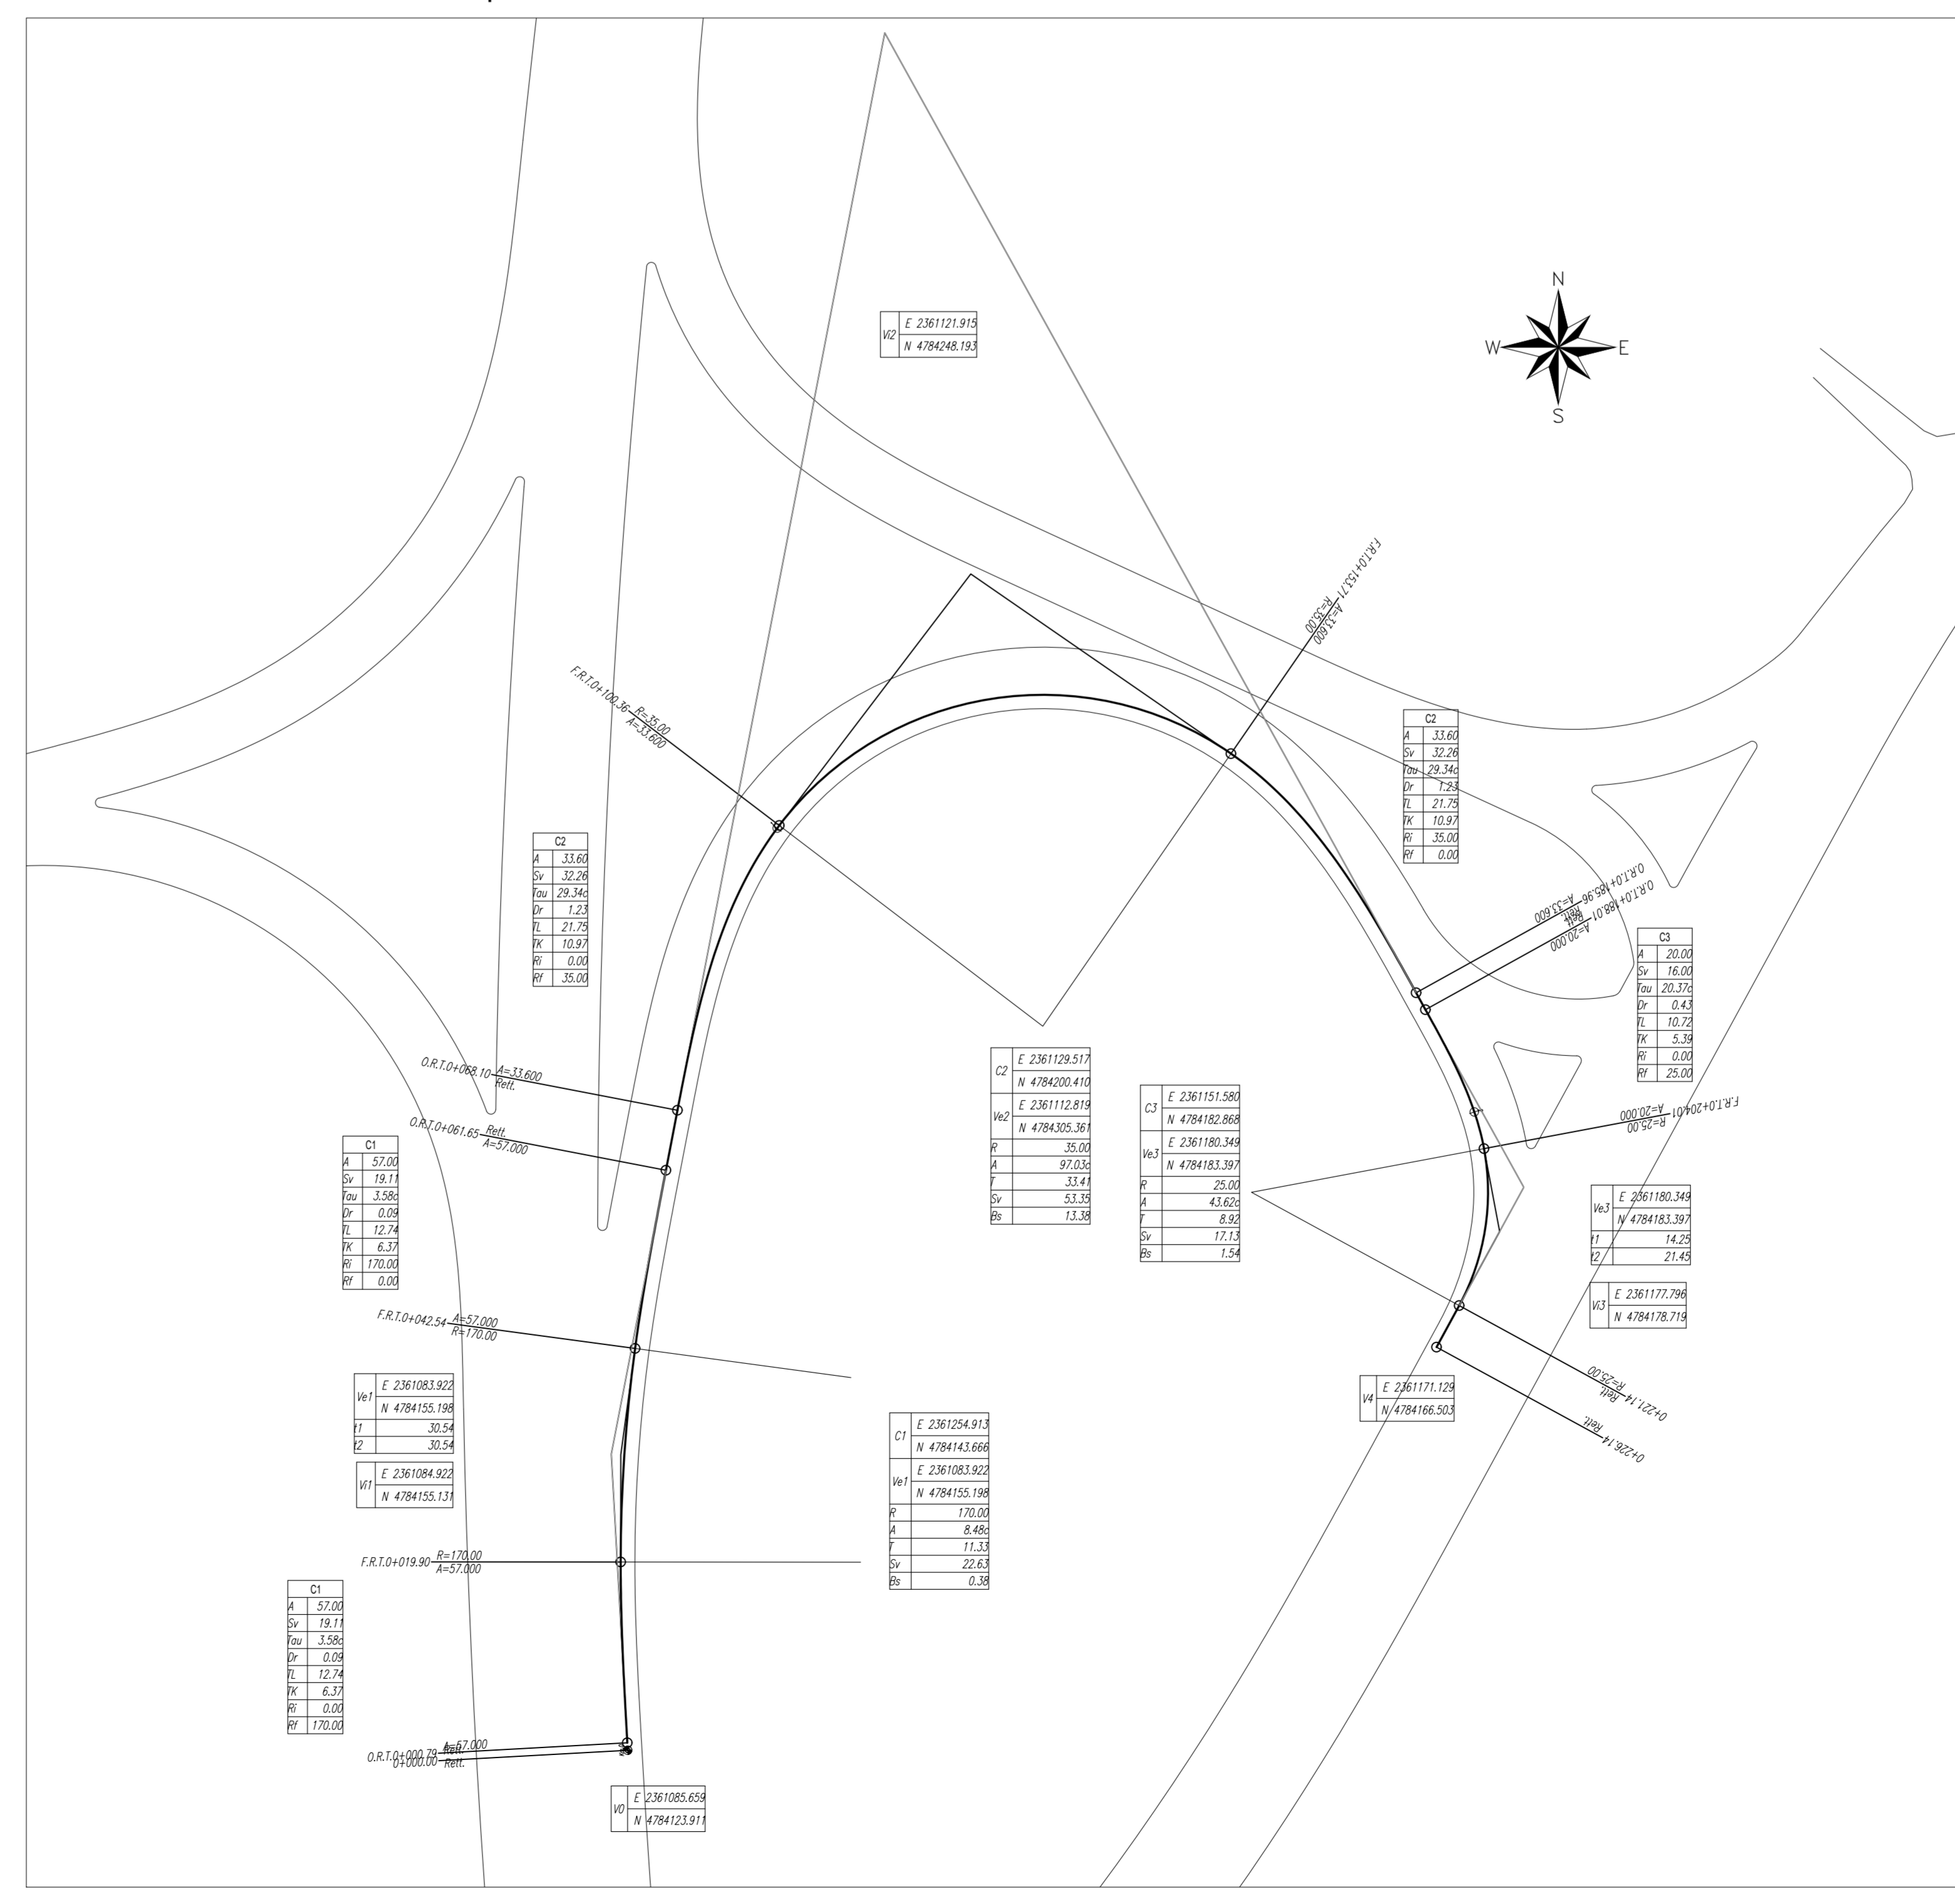 Vi2
E 2361121.915
N 4784248.193
N
W
E
S
F.R.T.0+153.71
R=35.00
A=33.600
F.R.T.0+100.36
R=35.00
A=33.600
C2
A 33.60
Sv 32.26
Tau 29.34c
Dr 1.23
TL 21.75
TK 10.97
Ri 35.00
Rf 0.00
C2
A 33.60
Sv 32.26
Tau 29.34c
Dr 1.23
TL 21.75
TK 10.97
Ri 0.00
Rf 35.00
O.R.T.0+185.96
A=33.600
Rett.
O.R.T.0+188.01
Rett.
A=20.000
C3
A 20.00
Sv 16.00
Tau 20.37c
Dr 0.43
TL 10.72
TK 5.39
Ri 0.00
Rf 25.00
O.R.T.0+068.10
A=33.600
Rett.
O.R.T.0+061.65
Rett.
A=57.000
F.R.T.0+204.01
A=20.000
R=25.00
C2
E 2361129.517
N 4784200.410
Ve2
E 2361112.819
N 4784305.361
R 35.00
A 97.03c
T 33.41
Sv 53.35
Bs 13.38
C3
E 2361151.580
N 4784182.868
Ve3
E 2361180.349
N 4784183.397
R 25.00
A 43.62c
T 8.92
Sv 17.13
Bs 1.54
C1
A 57.00
Sv 19.11
Tau 3.58c
Dr 0.09
TL 12.74
TK 6.37
Ri 170.00
Rf 0.00
Ve3
E 2361180.349
N 4784183.397
t1 14.25
t2 21.45
Vi3
E 2361177.796
N 4784178.719
F.R.T.0+042.54
A=57.000
R=170.00
Ve1
E 2361083.922
N 4784155.198
t1 30.54
t2 30.54
Vi1
E 2361084.922
N 4784155.131
V4
E 2361171.129
N 4784166.503
0+221.14
R=25.00
Rett.
0+226.14
Rett.
C1
E 2361254.913
N 4784143.666
Ve1
E 2361083.922
N 4784155.198
R 170.00
A 8.48c
T 11.33
Sv 22.63
Bs 0.38
F.R.T.0+019.90
R=170.00
A=57.000
C1
A 57.00
Sv 19.11
Tau 3.58c
Dr 0.09
TL 12.74
TK 6.37
Ri 0.00
Rf 170.00
O.R.T.0+000.79
A=57.000
Rett.
0+000.00
Rett.
V0
E 2361085.659
N 4784123.911